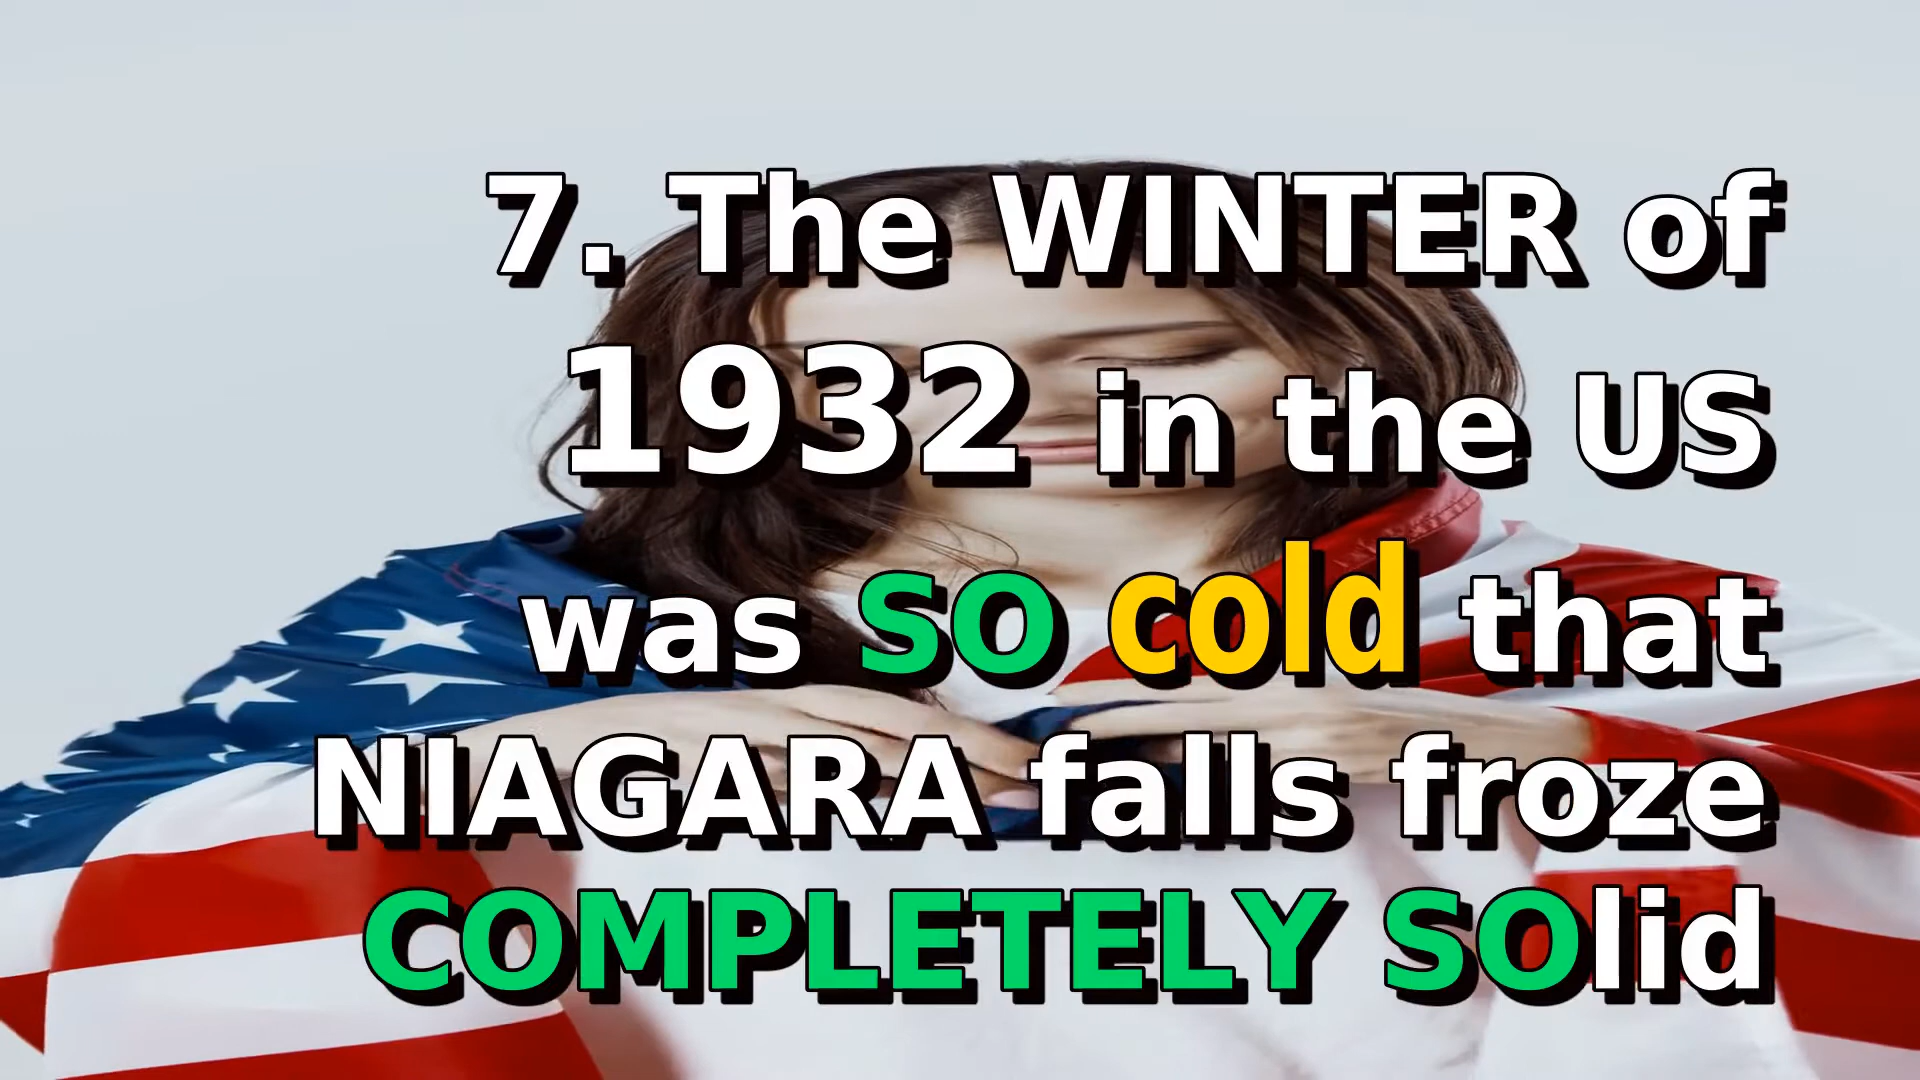 7. The WINTER of
1932 in the US
was SO cold that
NIAGARA falls froze
COMPLETELY SOlid